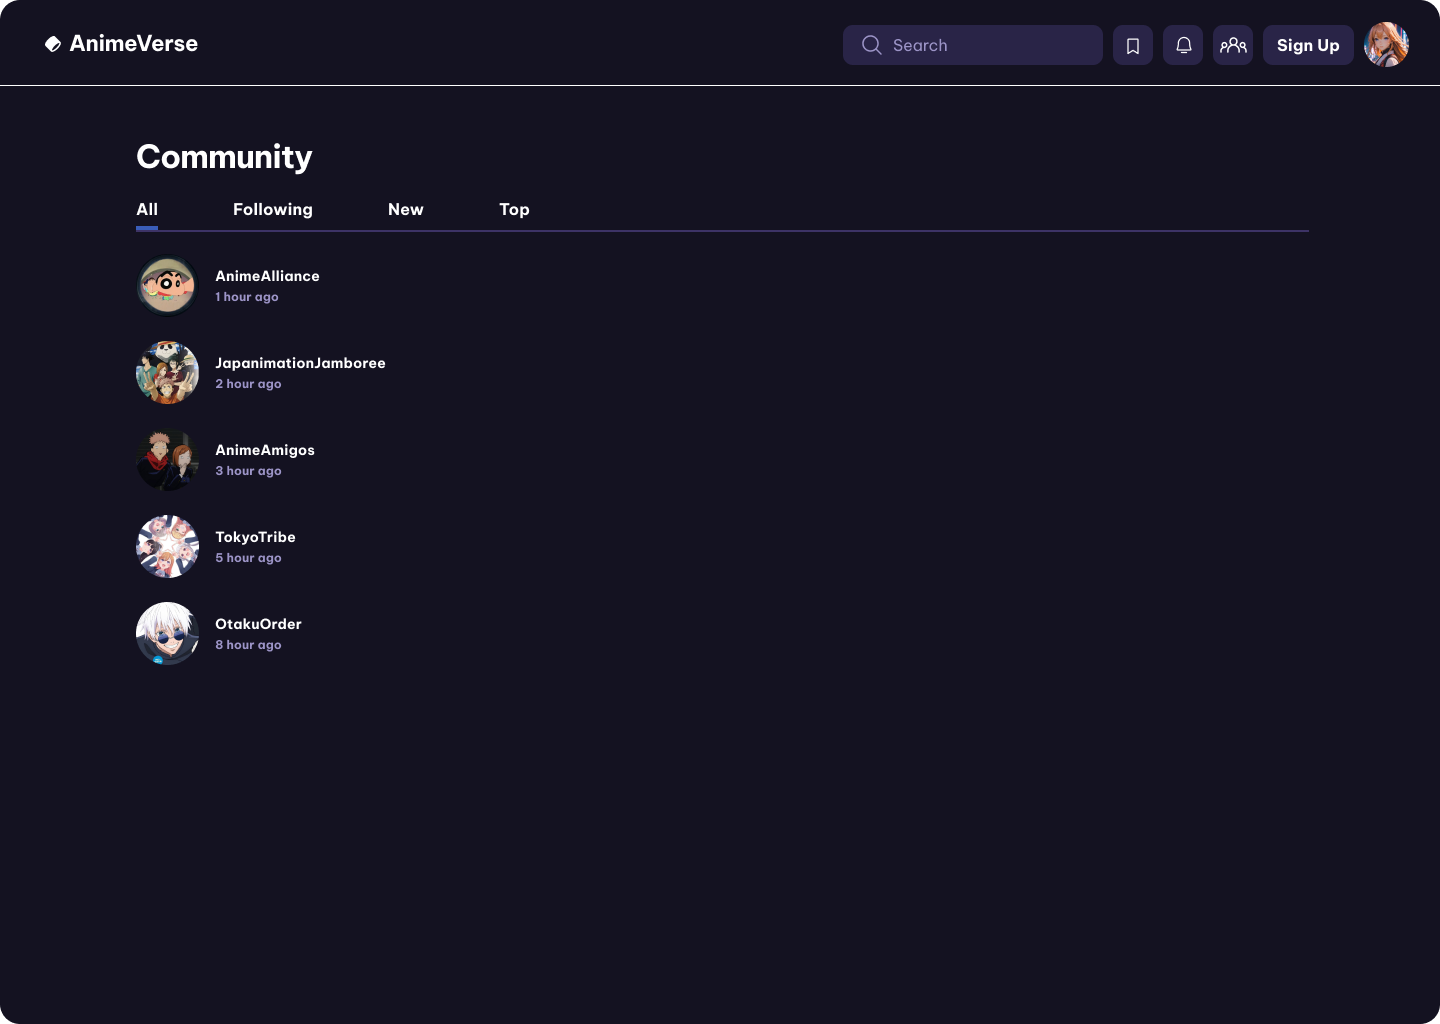 AnimeVerse
Search
Sign Up
Community
All
Following
New
Top
AnimeAlliance
1 hour ago
JapanimationJamboree
2 hour ago
AnimeAmigos
3 hour ago
TokyoTribe
5 hour ago
OtakuOrder
8 hour ago